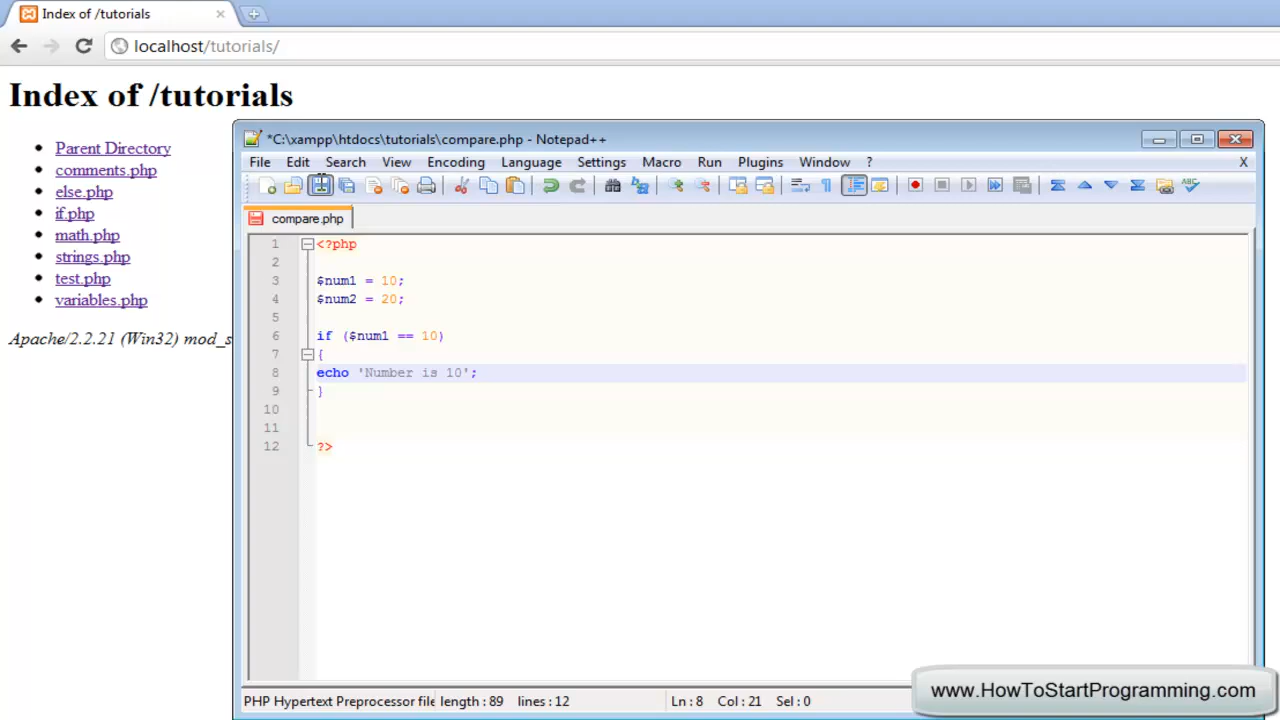 Index of /tutorials
localhost/tutorials/
Index of /tutorials
Parent Directory
comments.php
else.php
if.php
math.php
strings.php
test.php
variables.php
Apache/2.2.21 (Win32) mod_s
*C:\xampp\htdocs\tutorials\compare.php - Notepad++
File Edit Search View Encoding Language Settings Macro Run Plugins Window ? X
compare.php
1 <?php
2
3 $num1 = 10;
4 $num2 = 20;
5
6 if ($num1 == 10)
7 {
8 echo 'Number is 10';
9 }
10
11
12 ?>
PHP Hypertext Preprocessor file length : 89 lines : 12 Ln : 8 Col : 21 Sel : 0
www.HowToStartProgramming.com